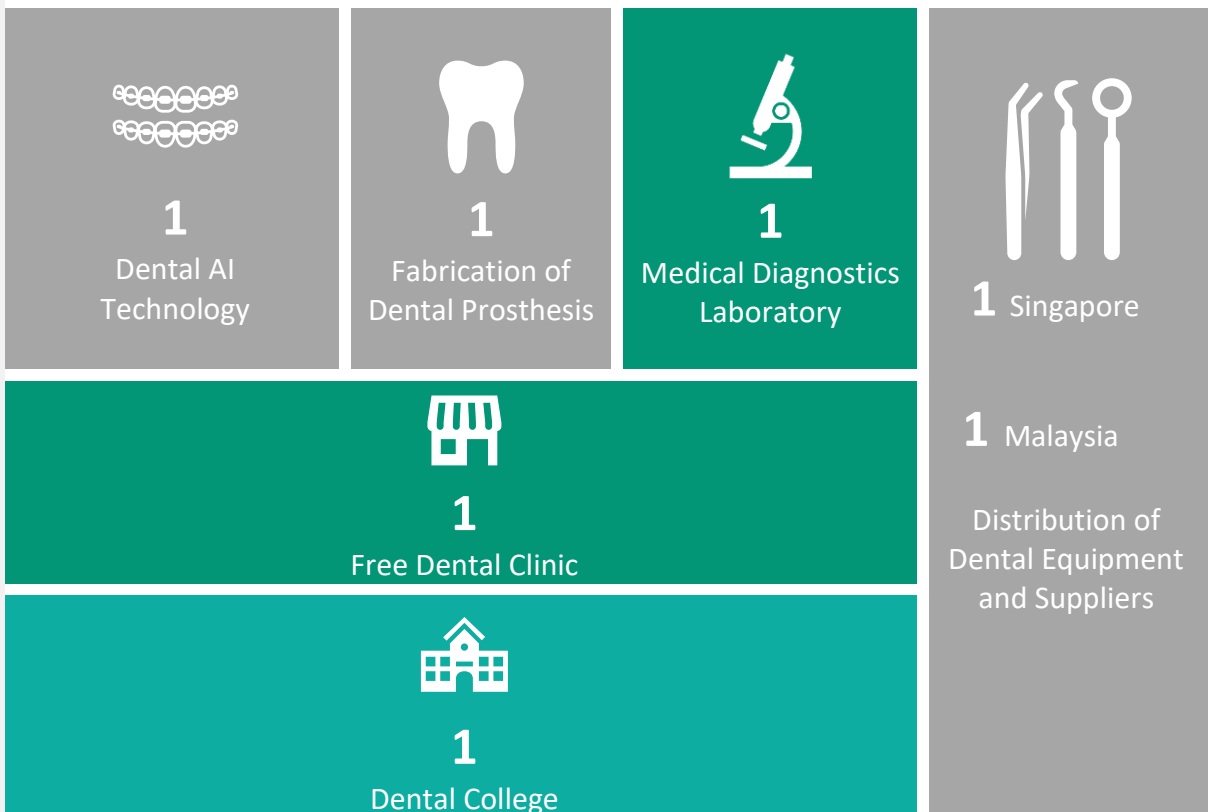 1
Dental AI
Technology
1
Fabrication of
Dental Prosthesis
1
Medical Diagnostics
Laboratory
1 Singapore
1 Malaysia
Distribution of
Dental Equipment
and Suppliers
1
Free Dental Clinic
1
Dental College